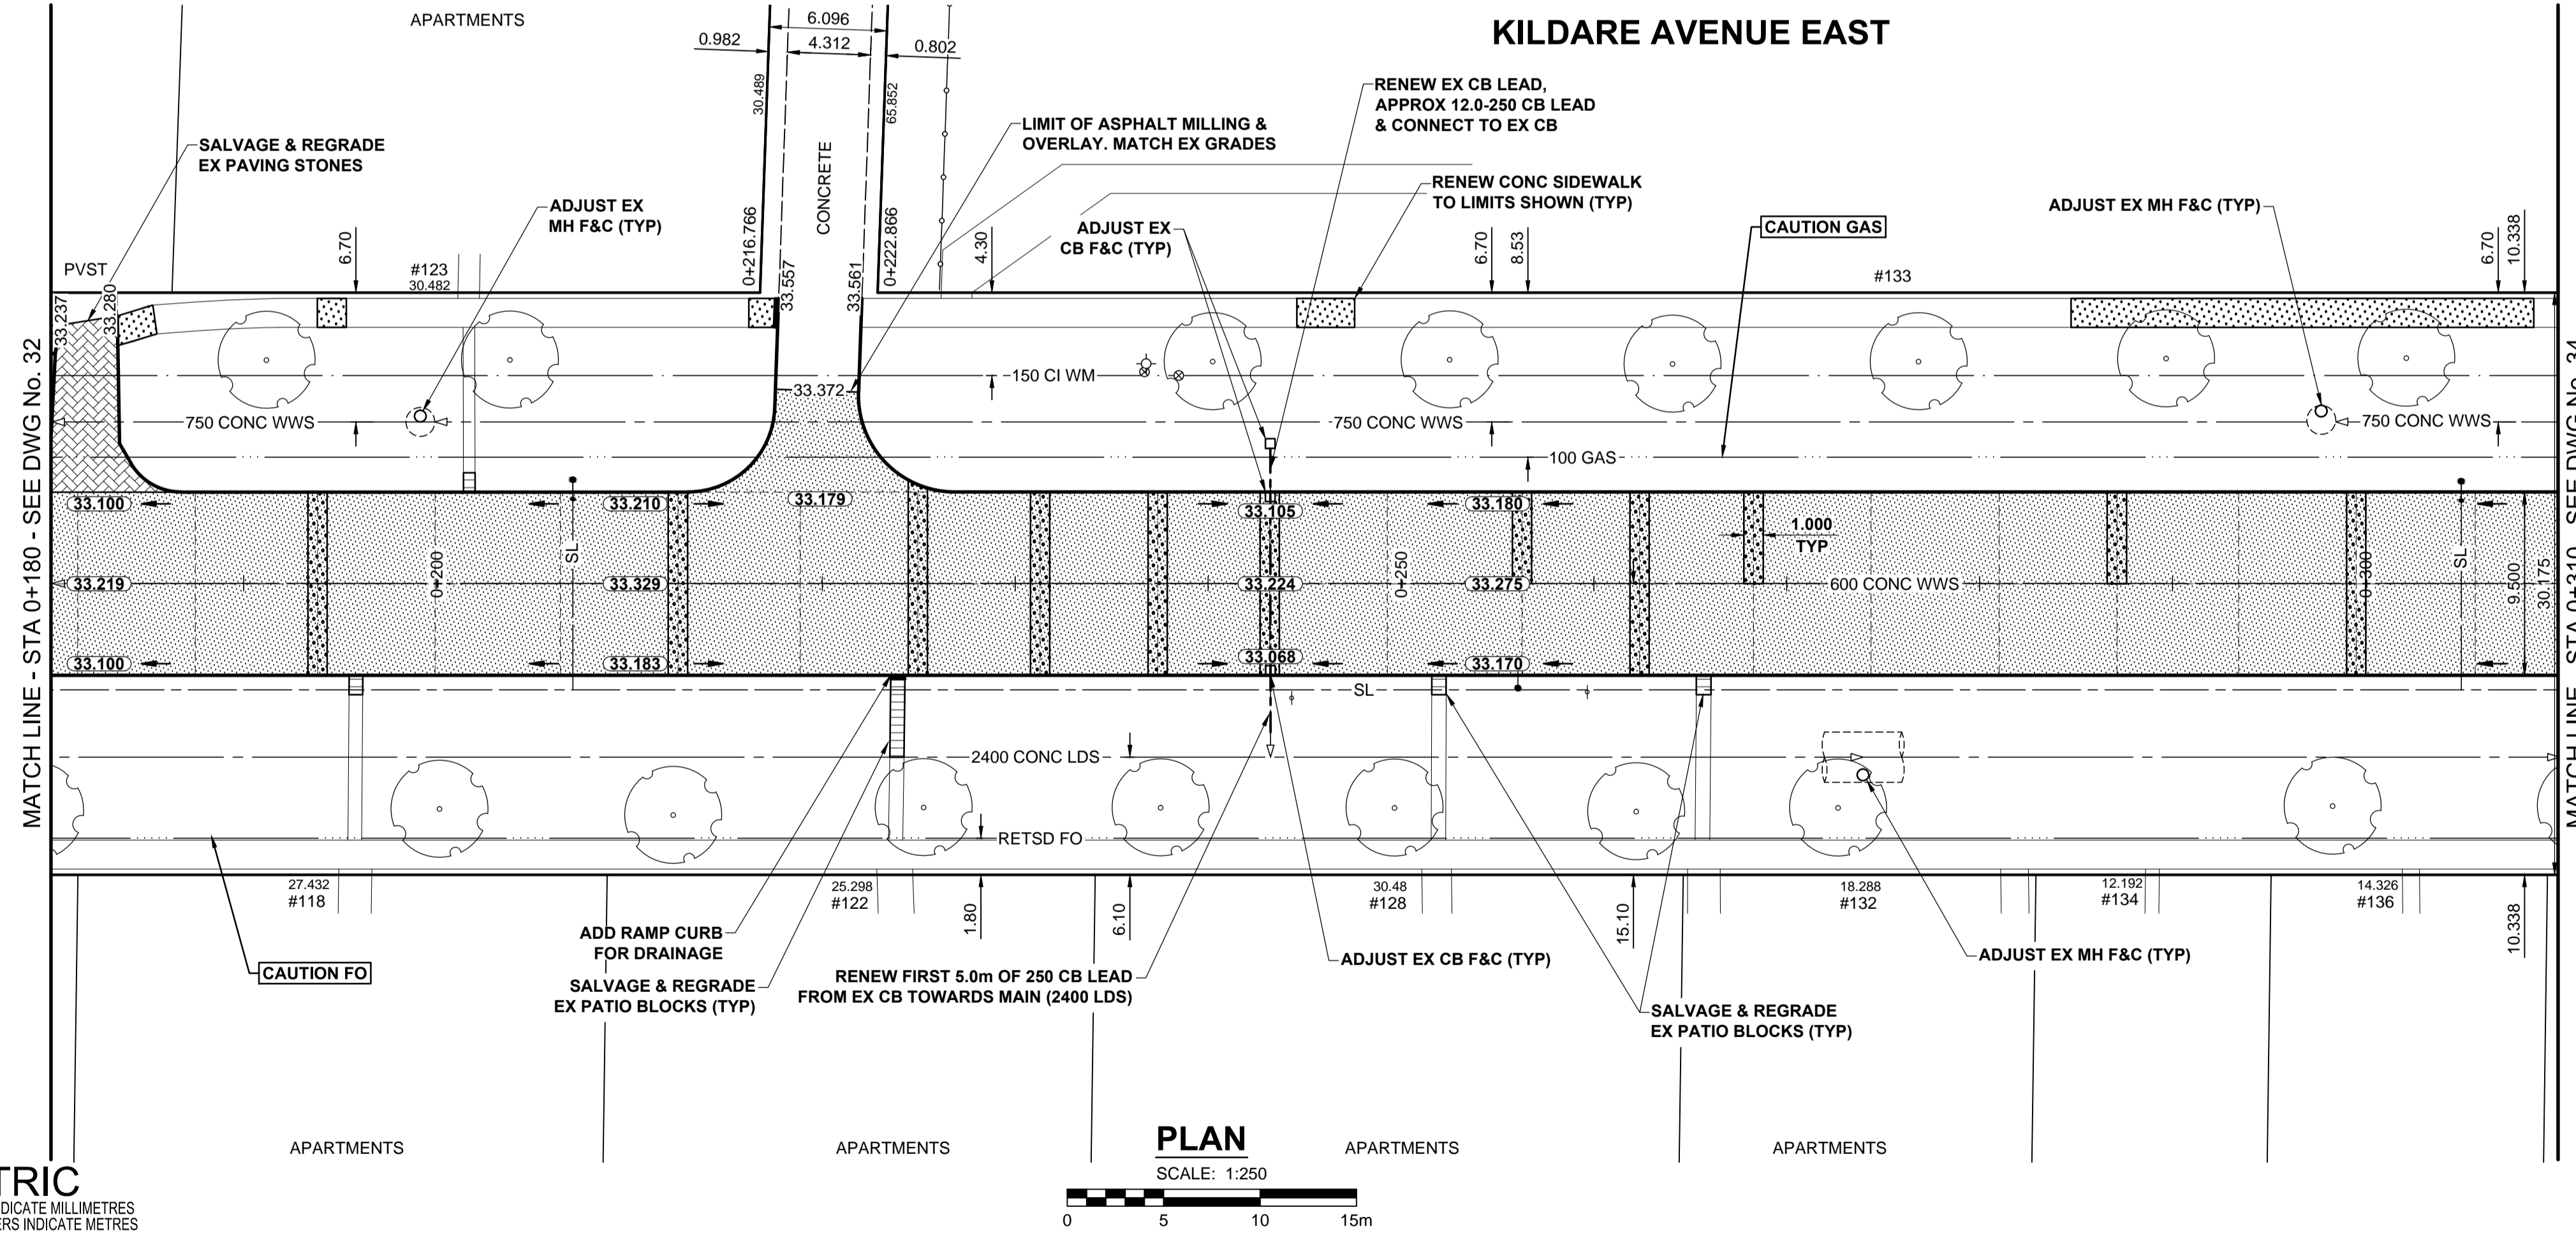 KILDARE AVENUE EAST
APARTMENTS
6.096
0.982
4.312
0.802
30.489
65.852
CONCRETE
0+216.766
0+222.866
33.557
33.561
SALVAGE & REGRADE
EX PAVING STONES
ADJUST EX
MH F&C (TYP)
LIMIT OF ASPHALT MILLING &
OVERLAY. MATCH EX GRADES
RENEW EX CB LEAD,
APPROX 12.0-250 CB LEAD
& CONNECT TO EX CB
RENEW CONC SIDEWALK
TO LIMITS SHOWN (TYP)
ADJUST EX
CB F&C (TYP)
CAUTION GAS
ADJUST EX MH F&C (TYP)
PVST
33.237
33.280
6.70
#123
30.482
4.30
6.70
8.53
#133
6.70
10.338
MATCH LINE - STA 0+180 - SEE DWG No. 32
MATCH LINE - STA 0+310 - SEE DWG No. 34
150 CI WM
33.372
750 CONC WWS
750 CONC WWS
750 CONC WWS
100 GAS
33.100
33.210
33.179
33.105
33.180
1.000
TYP
SL
0+200
0+250
0+300
SL
9.500
30.175
33.219
33.329
33.224
33.275
600 CONC WWS
33.100
33.183
33.068
33.170
SL
2400 CONC LDS
RETSD FO
27.432
#118
25.298
#122
30.48
#128
18.288
#132
12.192
#134
14.326
#136
1.80
6.10
15.10
10.338
CAUTION FO
ADD RAMP CURB
FOR DRAINAGE
SALVAGE & REGRADE
EX PATIO BLOCKS (TYP)
RENEW FIRST 5.0m OF 250 CB LEAD
FROM EX CB TOWARDS MAIN (2400 LDS)
ADJUST EX CB F&C (TYP)
ADJUST EX MH F&C (TYP)
SALVAGE & REGRADE
EX PATIO BLOCKS (TYP)
APARTMENTS
APARTMENTS
APARTMENTS
APARTMENTS
PLAN
SCALE: 1:250
0 5 10 15m
TRIC
DICATE MILLIMETRES
ERS INDICATE METRES